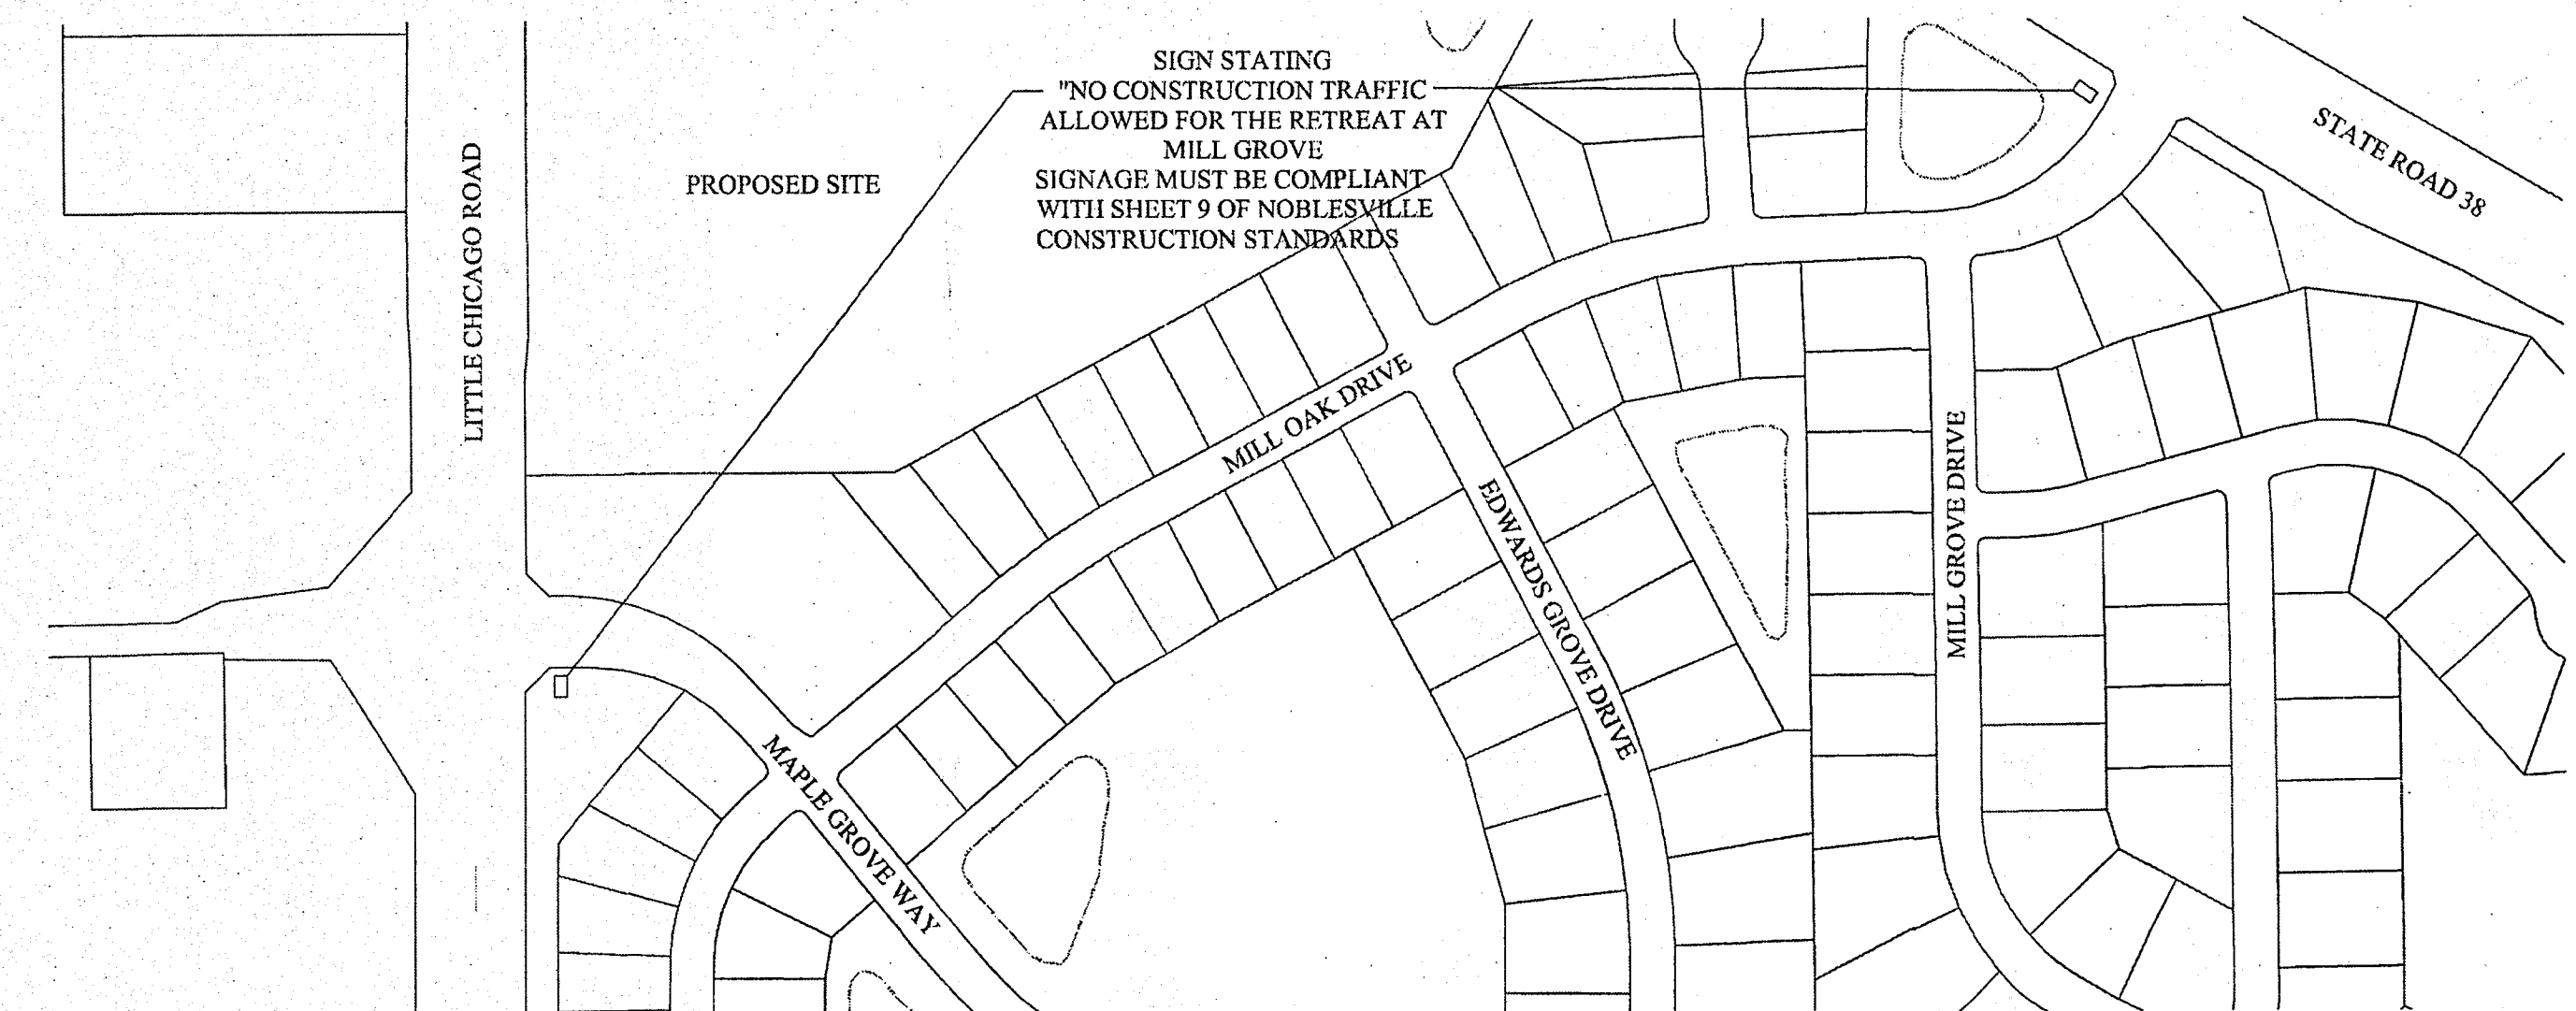 SIGN STATING
"NO CONSTRUCTION TRAFFIC
ALLOWED FOR THE RETREAT AT
MILL GROVE
SIGNAGE MUST BE COMPLIANT
WITH SHEET 9 OF NOBLESVILLE
CONSTRUCTION STANDARDS
PROPOSED SITE
LITTLE CHICAGO ROAD
STATE ROAD 38
MILL OAK DRIVE
EDWARDS GROVE DRIVE
MILL GROVE DRIVE
MAPLE GROVE WAY